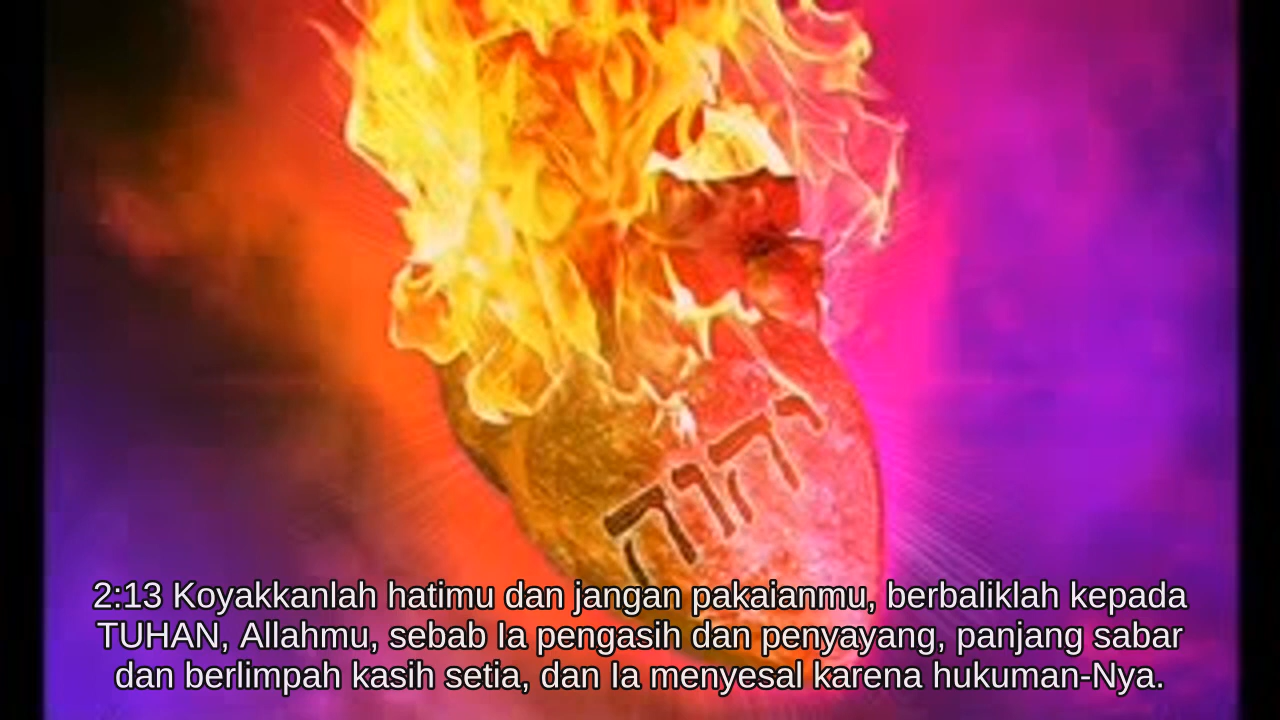 יהוה
2:13 Koyakkanlah hatimu dan jangan pakaianmu, berbaliklah kepada
TUHAN, Allahmu, sebab Ia pengasih dan penyayang, panjang sabar
dan berlimpah kasih setia, dan Ia menyesal karena hukuman-Nya.